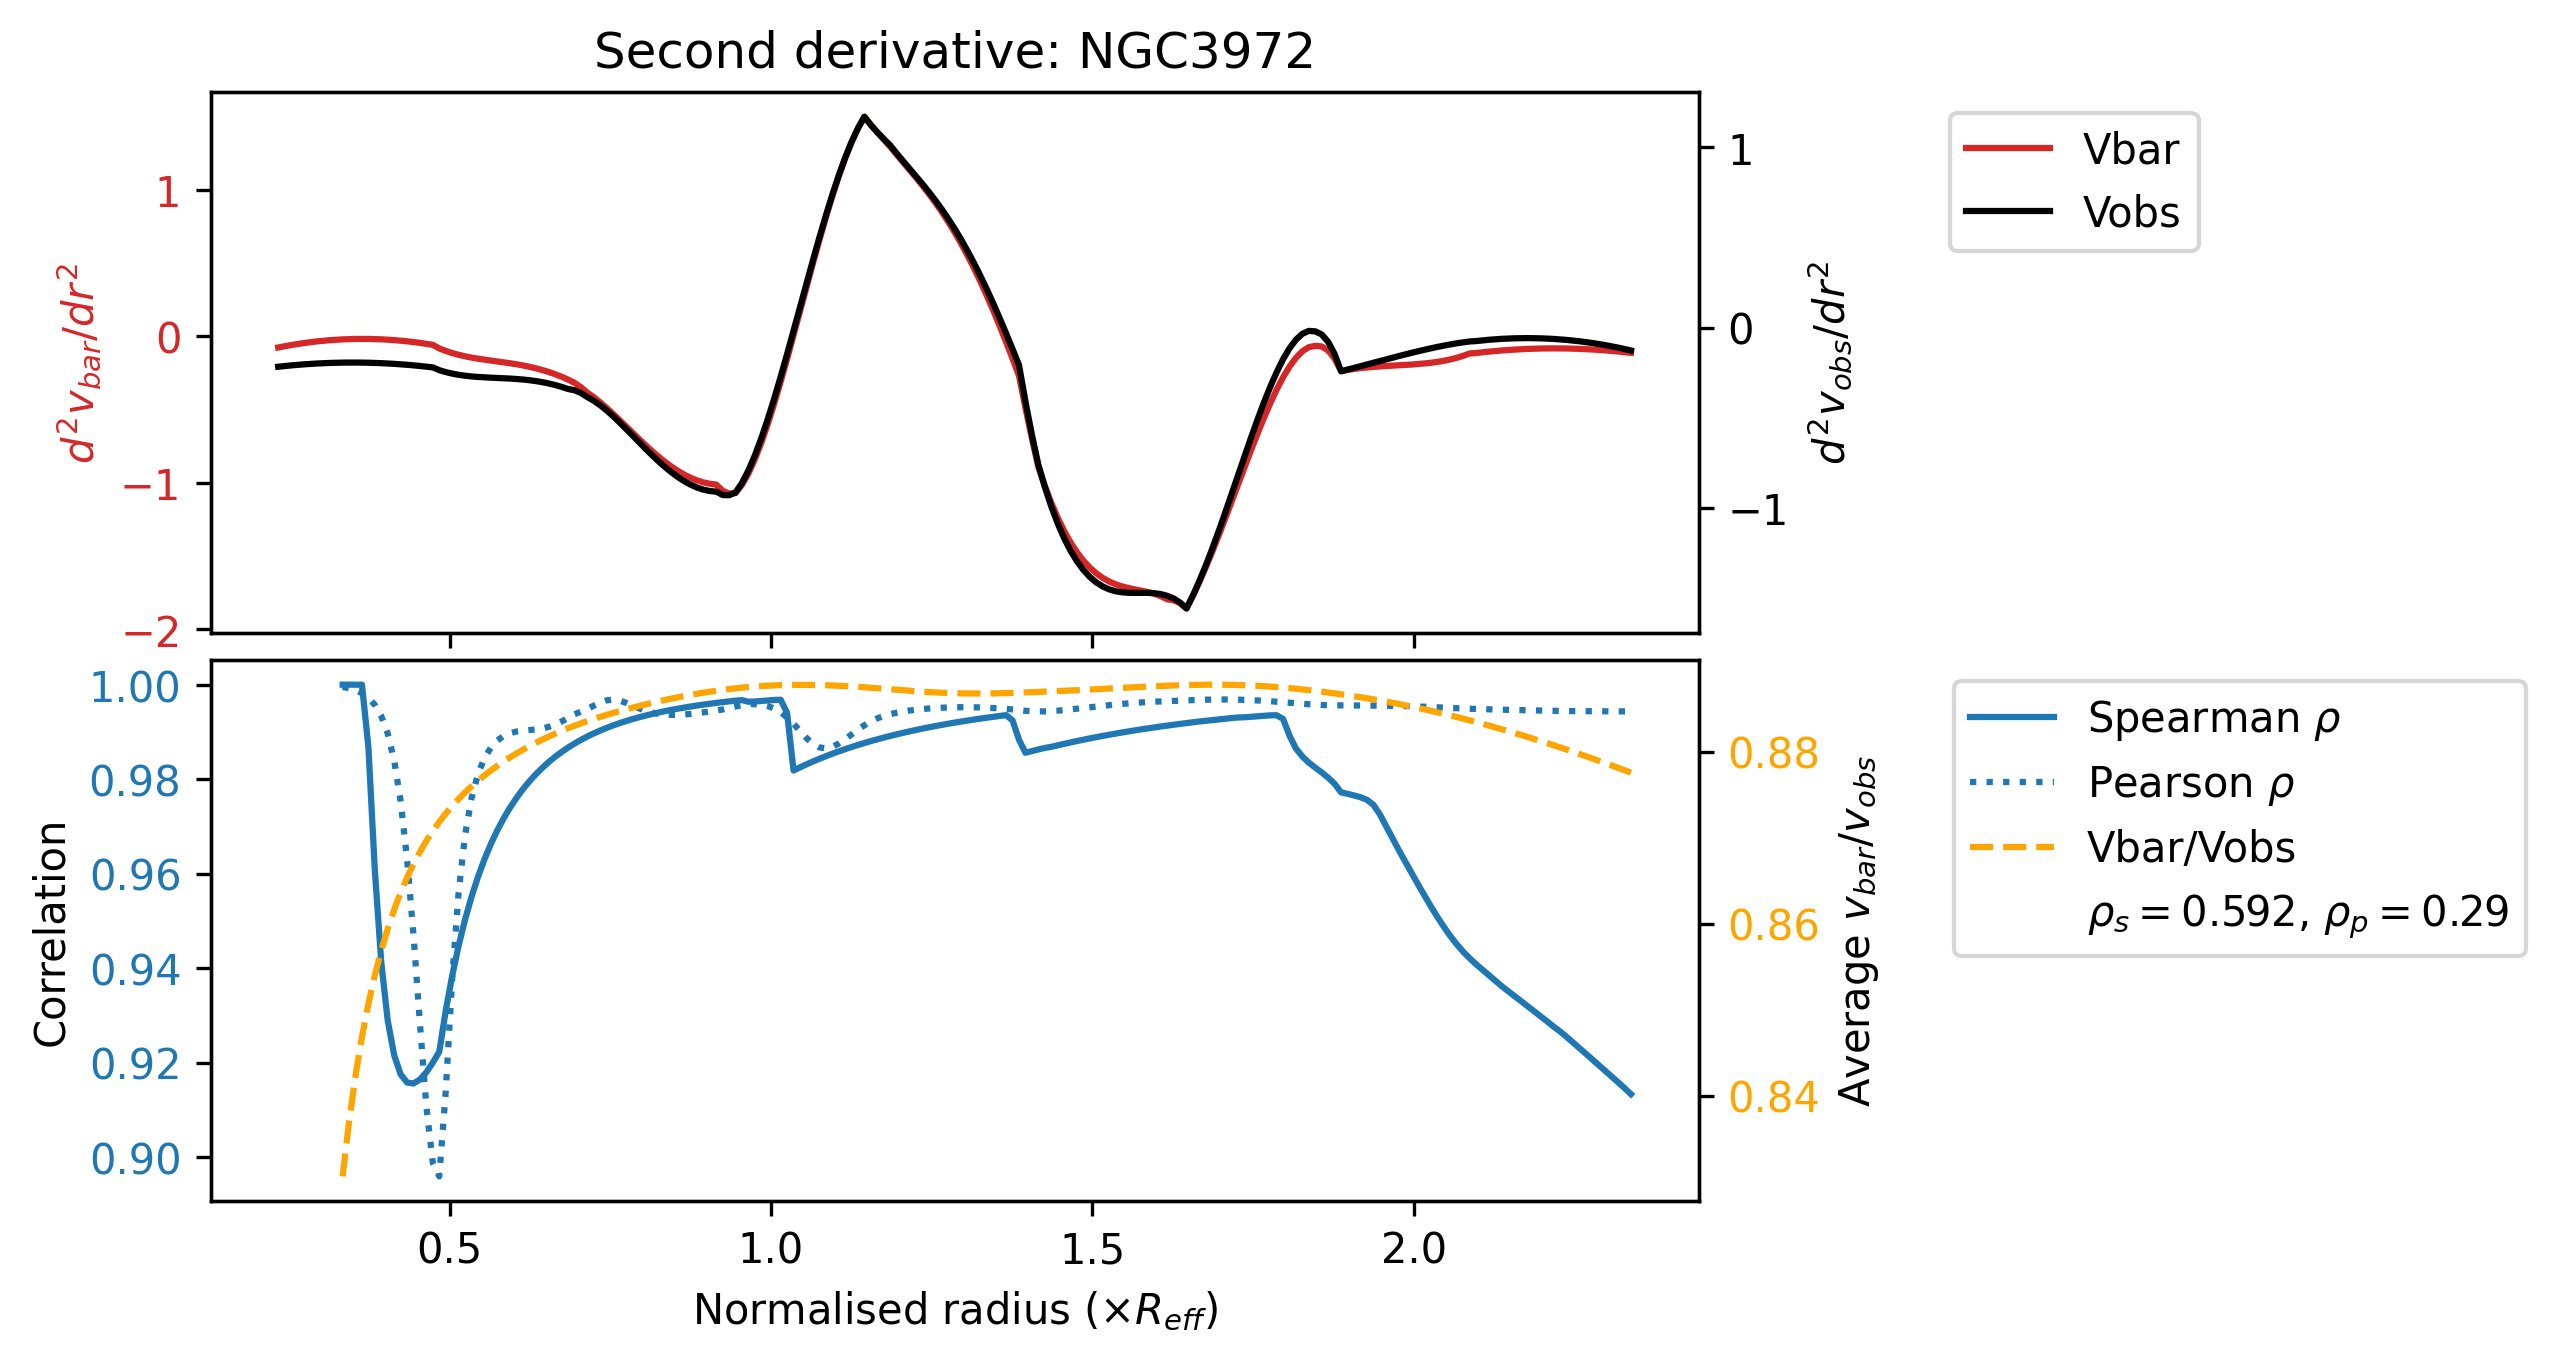 Second derivative: NGC3972
1
0
−1
−2
d²v_bar/dr²
1
0
−1
d²v_obs/dr²
Vbar
Vobs
1.00
0.98
0.96
0.94
0.92
0.90
Correlation
0.88
0.86
0.84
Average v_bar/v_obs
Spearman ρ
Pearson ρ
Vbar/Vobs
ρ_s = 0.592, ρ_p = 0.29
0.5 1.0 1.5 2.0
Normalised radius (×R_eff)